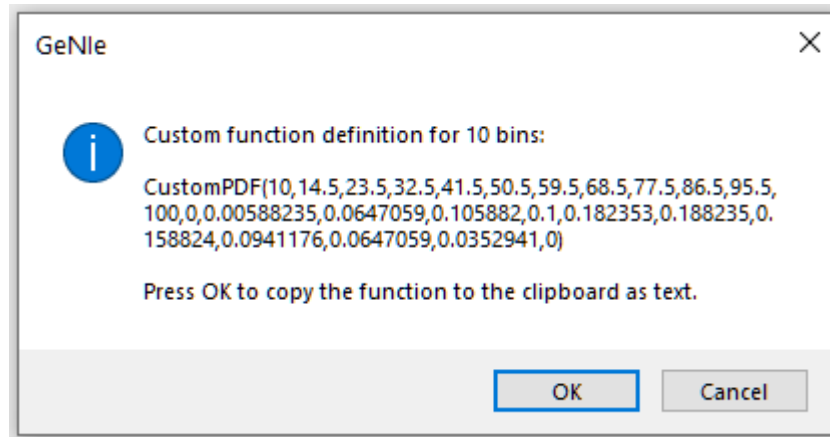 GeNIe
Custom function definition for 10 bins:
CustomPDF(10,14.5,23.5,32.5,41.5,50.5,59.5,68.5,77.5,86.5,95.5,
100,0,0.00588235,0.0647059,0.105882,0.1,0.182353,0.188235,0.
158824,0.0941176,0.0647059,0.0352941,0)
Press OK to copy the function to the clipboard as text.
OK
Cancel